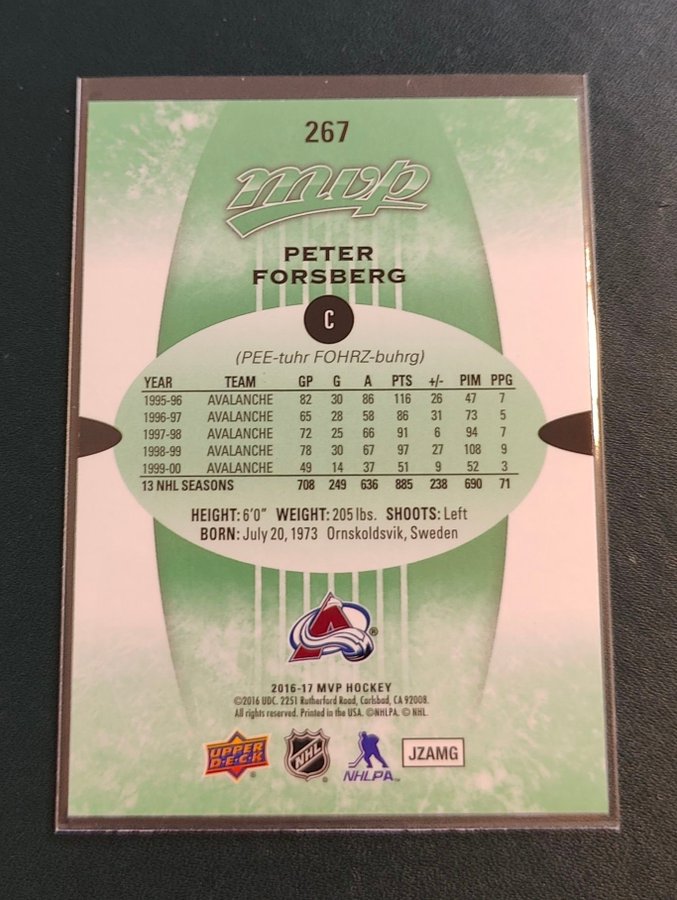 267
mvp
PETER
FORSBERG
C
(PEE-tuhr FOHRZ-buhrg)
YEAR TEAM GP G A PTS +/- PIM PPG
1995-96 AVALANCHE 82 30 86 116 26 47 7
1996-97 AVALANCHE 65 28 58 86 31 73 5
1997-98 AVALANCHE 72 25 66 91 6 94 7
1998-99 AVALANCHE 78 30 67 97 27 108 9
1999-00 AVALANCHE 49 14 37 51 9 52 3
13 NHL SEASONS 708 249 636 885 238 690 71
HEIGHT: 6'0" WEIGHT: 205 lbs. SHOOTS: Left
BORN: July 20, 1973 Ornskoldsvik, Sweden
®
2016-17 MVP HOCKEY
©2016 UDC. 2251 Rutherford Road, Carlsbad, CA 92008.
All rights reserved. Printed in the USA. ©NHLPA. © NHL.
UPPER DECK® NHL® NHLPA™ JZAMG